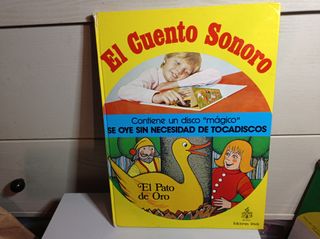 El Cuento Sonoro
Contiene un disco "mágico"
SE OYE SIN NECESIDAD DE TOCADISCOS
El Pato
de Oro